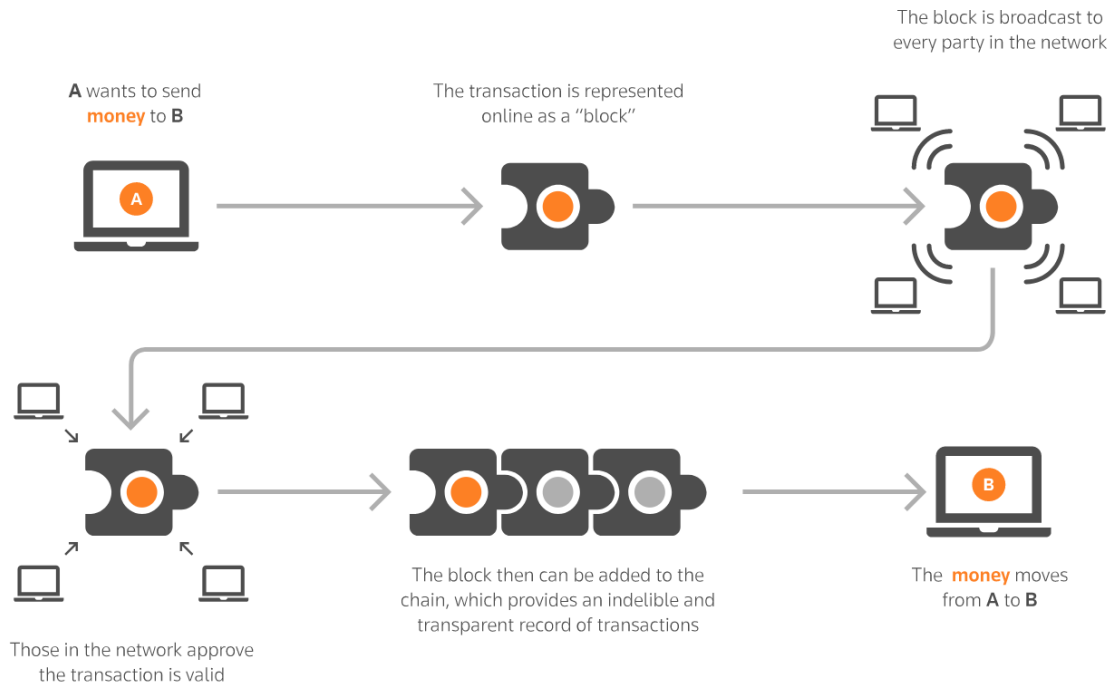 A wants to send
money to B
A
The transaction is represented
online as a “block”
The block is broadcast to
every party in the network
Those in the network approve
the transaction is valid
The block then can be added to the
chain, which provides an indelible and
transparent record of transactions
B
The money moves
from A to B